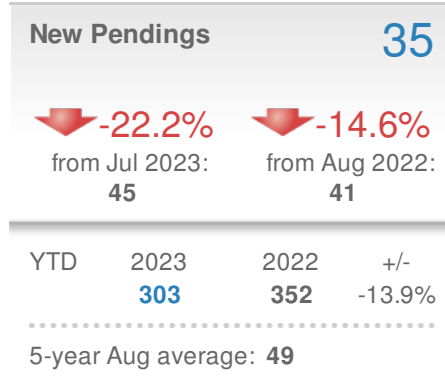 New Pendings 35
-22.2% -14.6%
from Jul 2023: from Aug 2022:
45 41
YTD 2023 2022 +/-
303 352 -13.9%
5-year Aug average: 49